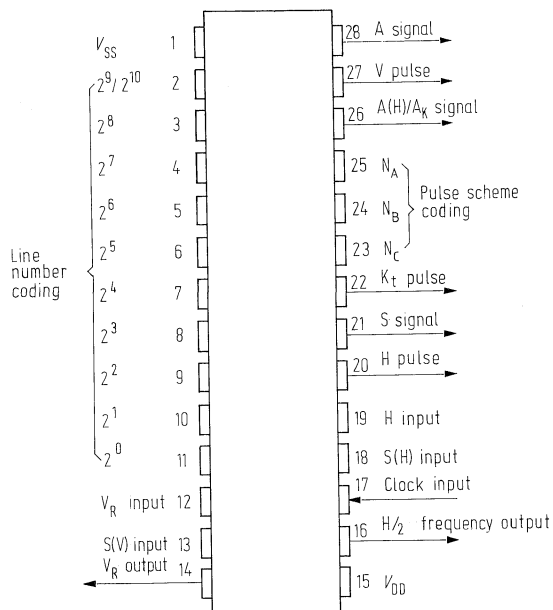 V_SS 1
2^9/2^10 2
2^8 3
2^7 4
2^6 5
2^5 6
2^4 7
2^3 8
2^2 9
2^1 10
2^0 11
Line
number
coding
V_R input 12
S(V) input 13
V_R output 14
28 A signal
27 V pulse
26 A(H)/A_K signal
25 N_A
24 N_B
23 N_C
Pulse scheme
coding
22 K_t pulse
21 S signal
20 H pulse
19 H input
18 S(H) input
17 Clock input
16 H/2 frequency output
15 V_DD